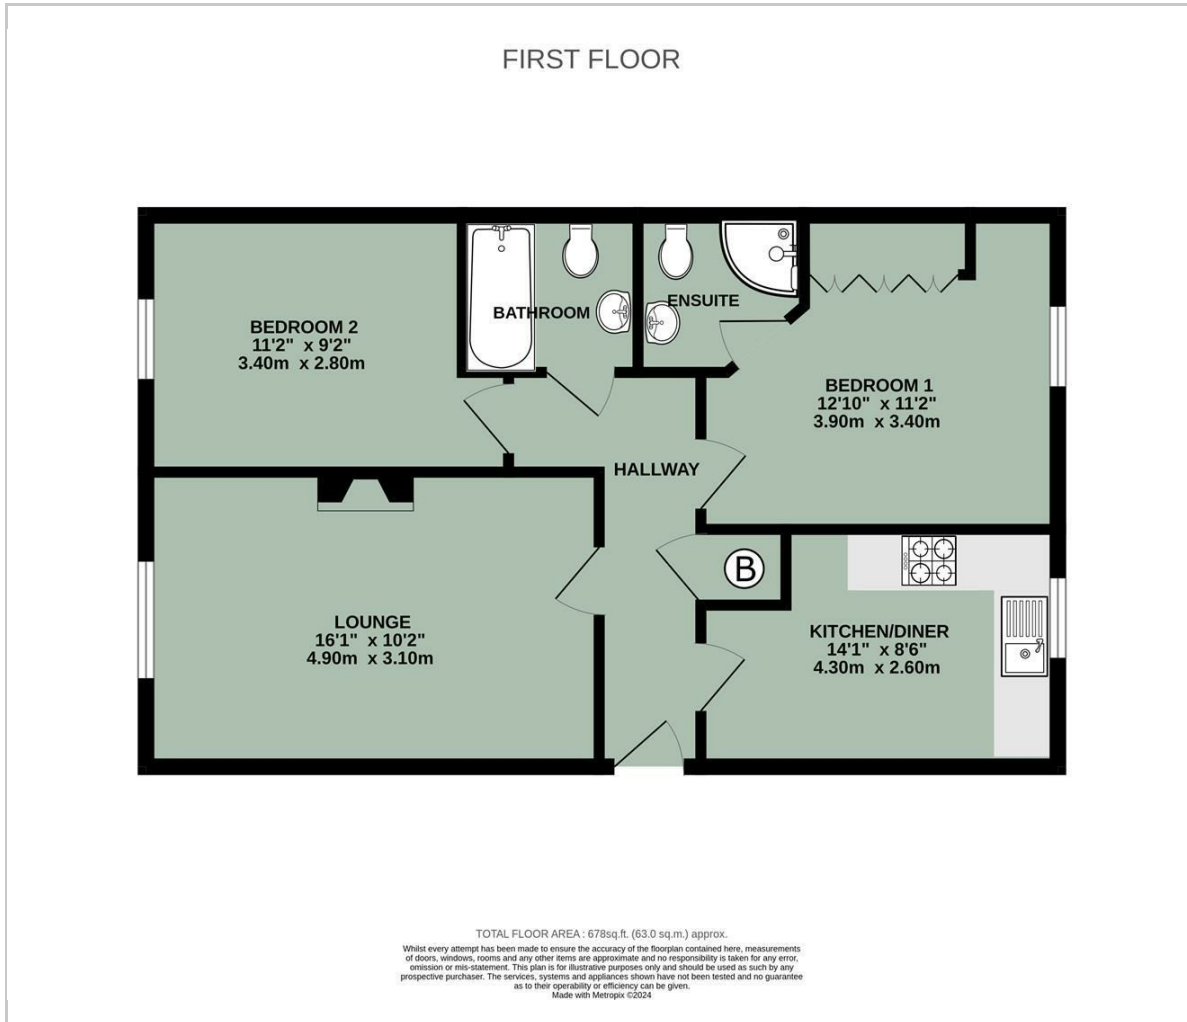 FIRST FLOOR
BEDROOM 2
11'2" x 9'2"
3.40m x 2.80m
BATHROOM
ENSUITE
BEDROOM 1
12'10" x 11'2"
3.90m x 3.40m
HALLWAY
B
LOUNGE
16'1" x 10'2"
4.90m x 3.10m
KITCHEN/DINER
14'1" x 8'6"
4.30m x 2.60m
TOTAL FLOOR AREA : 678sq.ft. (63.0 sq.m.) approx.
Whilst every attempt has been made to ensure the accuracy of the floorplan contained here, measurements
of doors, windows, rooms and any other items are approximate and no responsibility is taken for any error,
omission or mis-statement. This plan is for illustrative purposes only and should be used as such by any
prospective purchaser. The services, systems and appliances shown have not been tested and no guarantee
as to their operability or efficiency can be given.
Made with Metropix ©2024